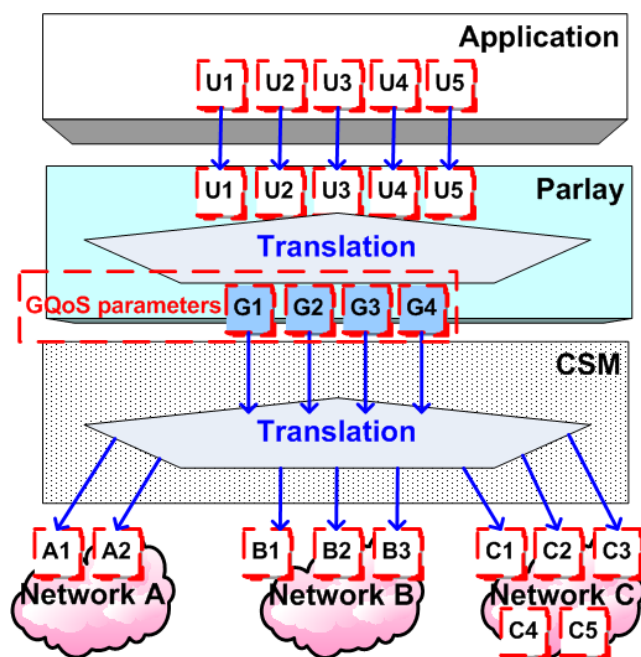 Application
U1 U2 U3 U4 U5
U1 U2 U3 U4 U5 Parlay
Translation
GQoS parameters G1 G2 G3 G4
CSM
Translation
A1 A2 B1 B2 B3 C1 C2 C3
Network A Network B Network C
C4 C5